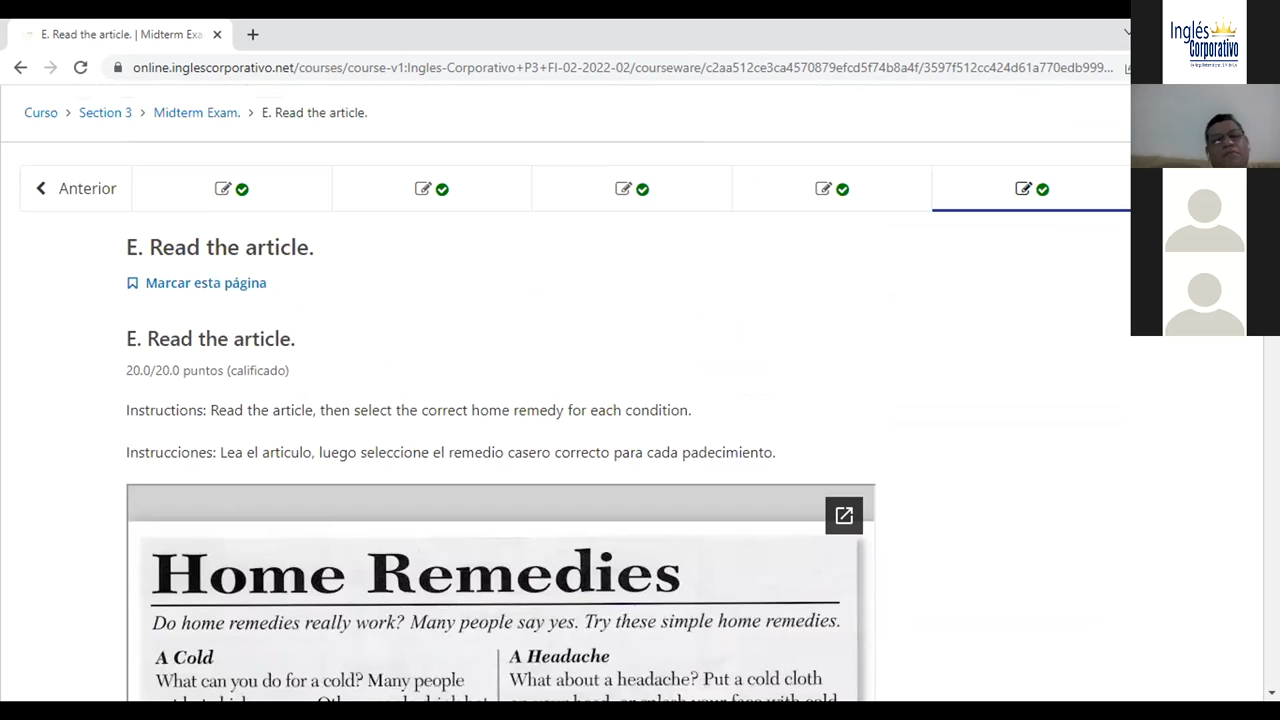 E. Read the article. | Midterm Exa
online.inglescorporativo.net/courses/course-v1:Ingles-Corporativo+P3+FI-02-2022-02/courseware/c2aa512ce3ca4570879efcd5f74b8a4f/3597f512cc424d61a770edb999...
Inglés
Corporativo
Curso > Section 3 > Midterm Exam. > E. Read the article.
Anterior
E. Read the article.
Marcar esta página
E. Read the article.
20.0/20.0 puntos (calificado)
Instructions: Read the article, then select the correct home remedy for each condition.
Instrucciones: Lea el articulo, luego seleccione el remedio casero correcto para cada padecimiento.
Home Remedies
Do home remedies really work? Many people say yes. Try these simple home remedies.
A Cold
What can you do for a cold? Many people
A Headache
What about a headache? Put a cold cloth